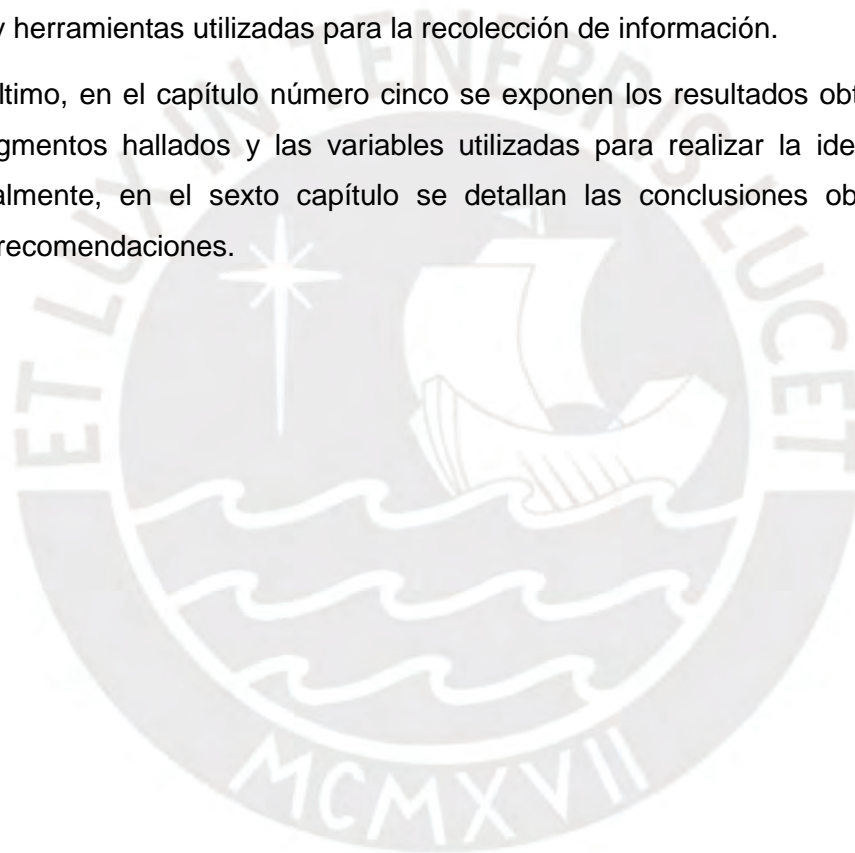 y herramientas utilizadas para la recolección de información.
ltimo, en el capítulo número cinco se exponen los resultados obt
gmentos hallados y las variables utilizadas para realizar la ide
almente, en el sexto capítulo se detallan las conclusiones ob
recomendaciones.
ET LUX IN TENEBRIS LUCET
MCMXVII